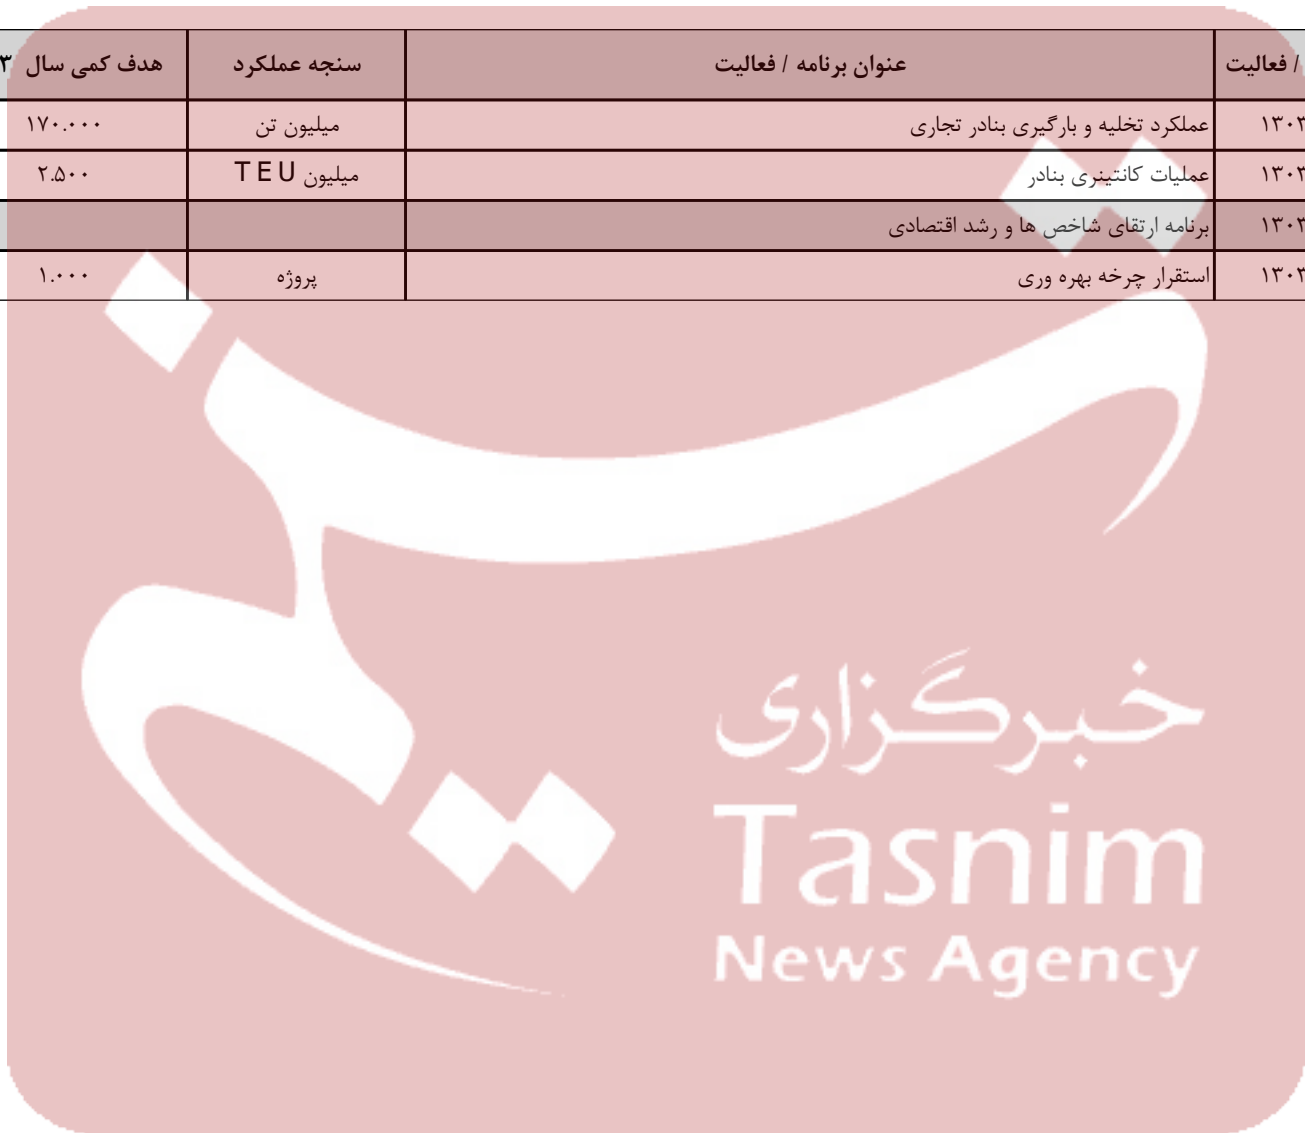 / فعالیت عنوان برنامه / فعالیت سنجه عملکرد هدف کمی سال
عملکرد تخلیه و بارگیری بنادر تجاری میلیون تن ۱۷۰.۰۰۰
عملیات کانتینری بنادر میلیون TEU ۲.۵۰۰
برنامه ارتقای شاخص ها و رشد اقتصادی
استقرار چرخه بهره وری پروژه ۱.۰۰۰
خبرگزاری
Tasnim
News Agency